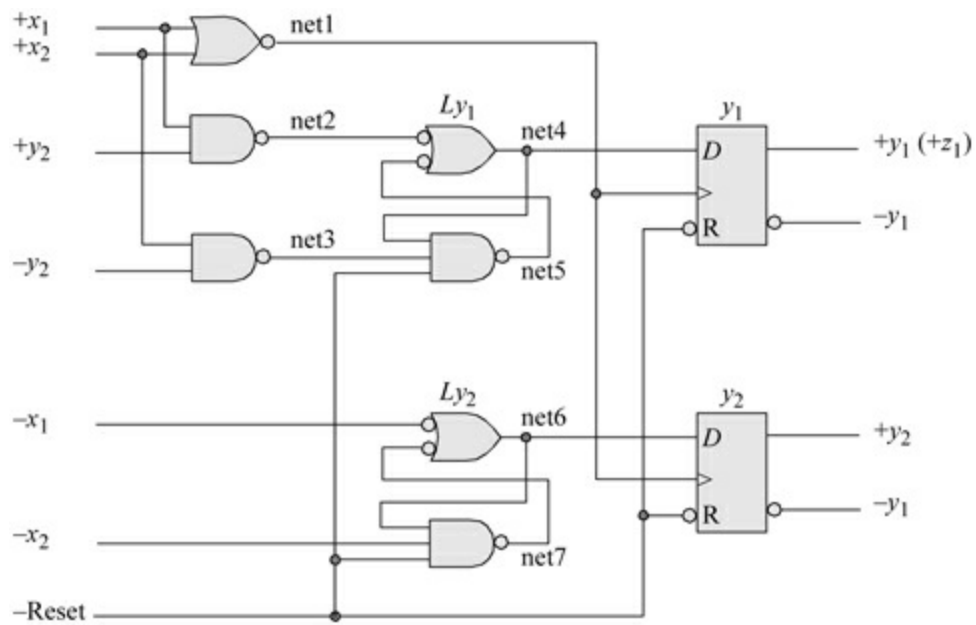 +x₁
net1
+x₂
Ly₁
y₁
net2
net4
+y₂
D
+y₁ (+z₁)
net3
R
–y₁
–y₂
net5
Ly₂
y₂
–x₁
net6
D
+y₂
R
–y₁
–x₂
net7
–Reset